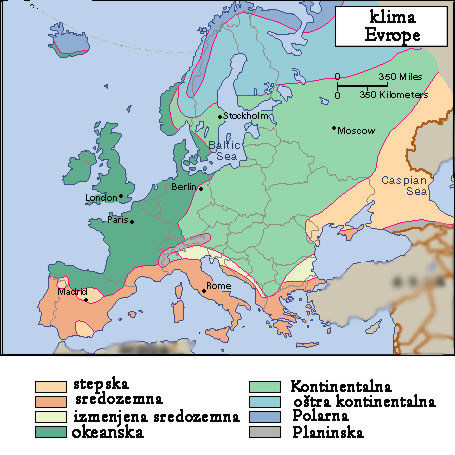 klima
Evrope
0 350 Miles
0 350 Kilometers
Stockholm
Moscow
Baltic
Sea
Caspian
Sea
Berlin
London
Paris
Madrid
Rome
stepska
sredozemna
izmenjena sredozemna
okeanska
Kontinentalna
oštra kontinentalna
Polarna
Planinska